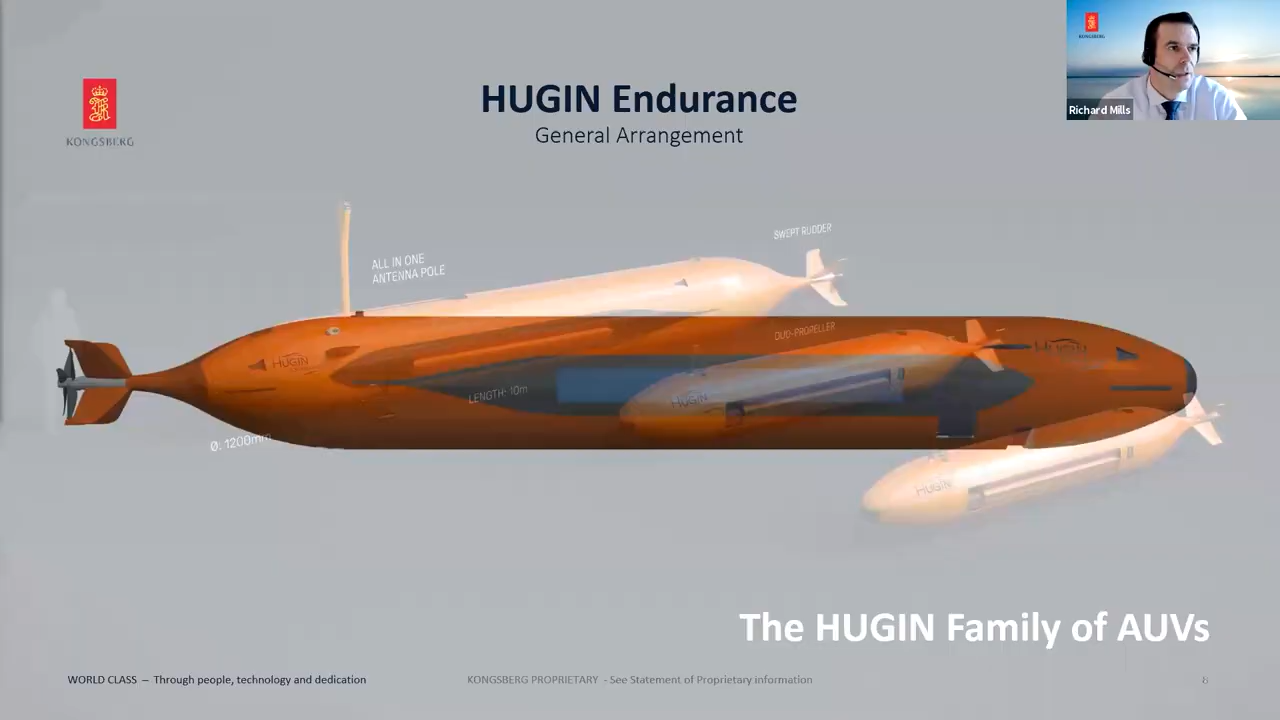 KONGSBERG
HUGIN Endurance
General Arrangement
KONGSBERG
Richard Mills
SWEPT RUDDER
ALL IN ONE
ANTENNA POLE
DUO-PROPELLER
HUGIN
HUGIN
LENGTH: 10m
HUGIN
Ø: 1200mm
HUGIN
The HUGIN Family of AUVs
WORLD CLASS – Through people, technology and dedication
KONGSBERG PROPRIETARY - See Statement of Proprietary information